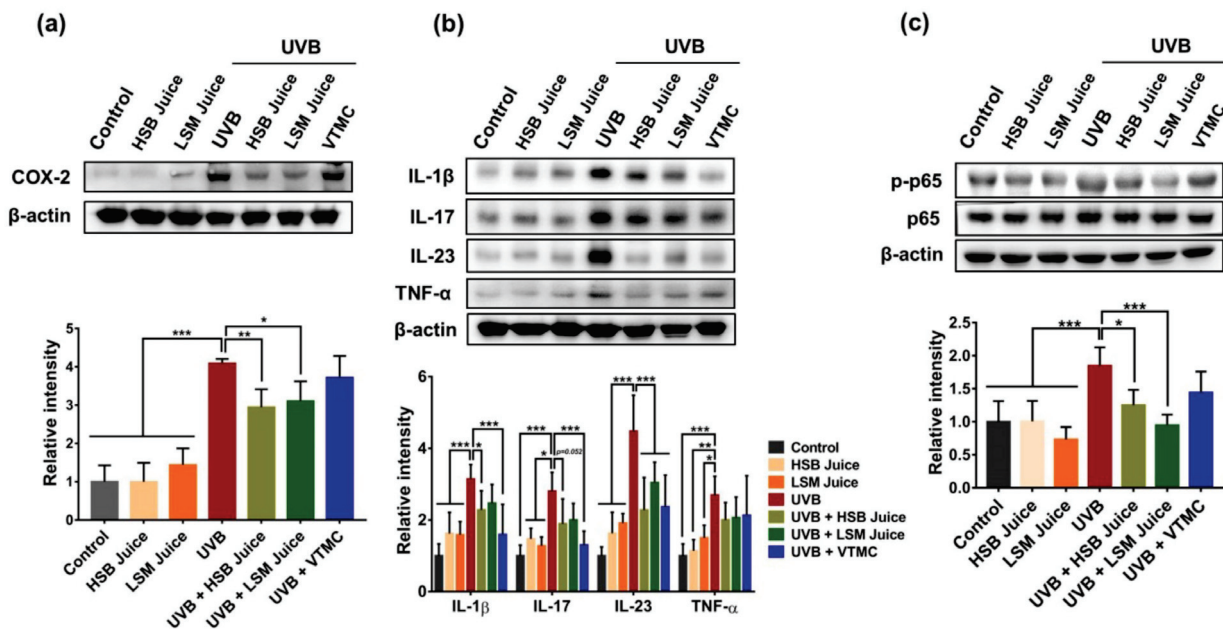 (a)
UVB
Control
HSB Juice
LSM Juice
UVB
HSB Juice
LSM Juice
VTMC
COX-2
β-actin
Relative intensity
5
4
3
2
1
0
***
**
*
Control
HSB Juice
LSM Juice
UVB
UVB + HSB Juice
UVB + LSM Juice
UVB + VTMC
(b)
UVB
Control
HSB Juice
LSM Juice
UVB
HSB Juice
LSM Juice
VTMC
IL-1β
IL-17
IL-23
TNF-α
β-actin
Relative intensity
6
4
2
0
***
*
***
***
*
***
p=0.052
***
***
***
**
*
IL-1β
IL-17
IL-23
TNF-α
Control
HSB Juice
LSM Juice
UVB
UVB + HSB Juice
UVB + LSM Juice
UVB + VTMC
(c)
UVB
Control
HSB Juice
LSM Juice
UVB
HSB Juice
LSM Juice
VTMC
p-p65
p65
β-actin
Relative intensity
2.5
2.0
1.5
1.0
0.5
0.0
***
*
***
Control
HSB Juice
LSM Juice
UVB
UVB + HSB Juice
UVB + LSM Juice
UVB + VTMC